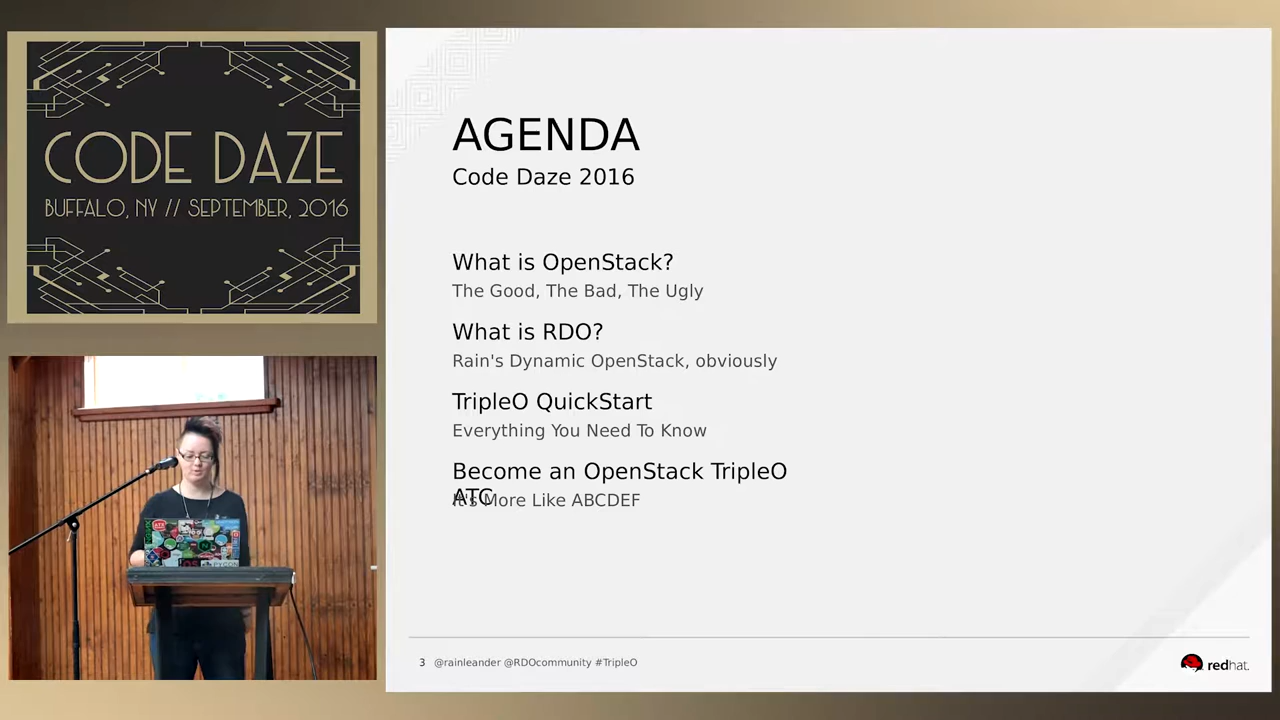 CODE DAZE
BUFFALO, NY // SEPTEMBER, 2016
AGENDA
Code Daze 2016
What is OpenStack?
The Good, The Bad, The Ugly
What is RDO?
Rain's Dynamic OpenStack, obviously
TripleO QuickStart
Everything You Need To Know
Become an OpenStack TripleO
ATC
It's More Like ABCDEF
3 @rainleander @RDOcommunity #TripleO
redhat.